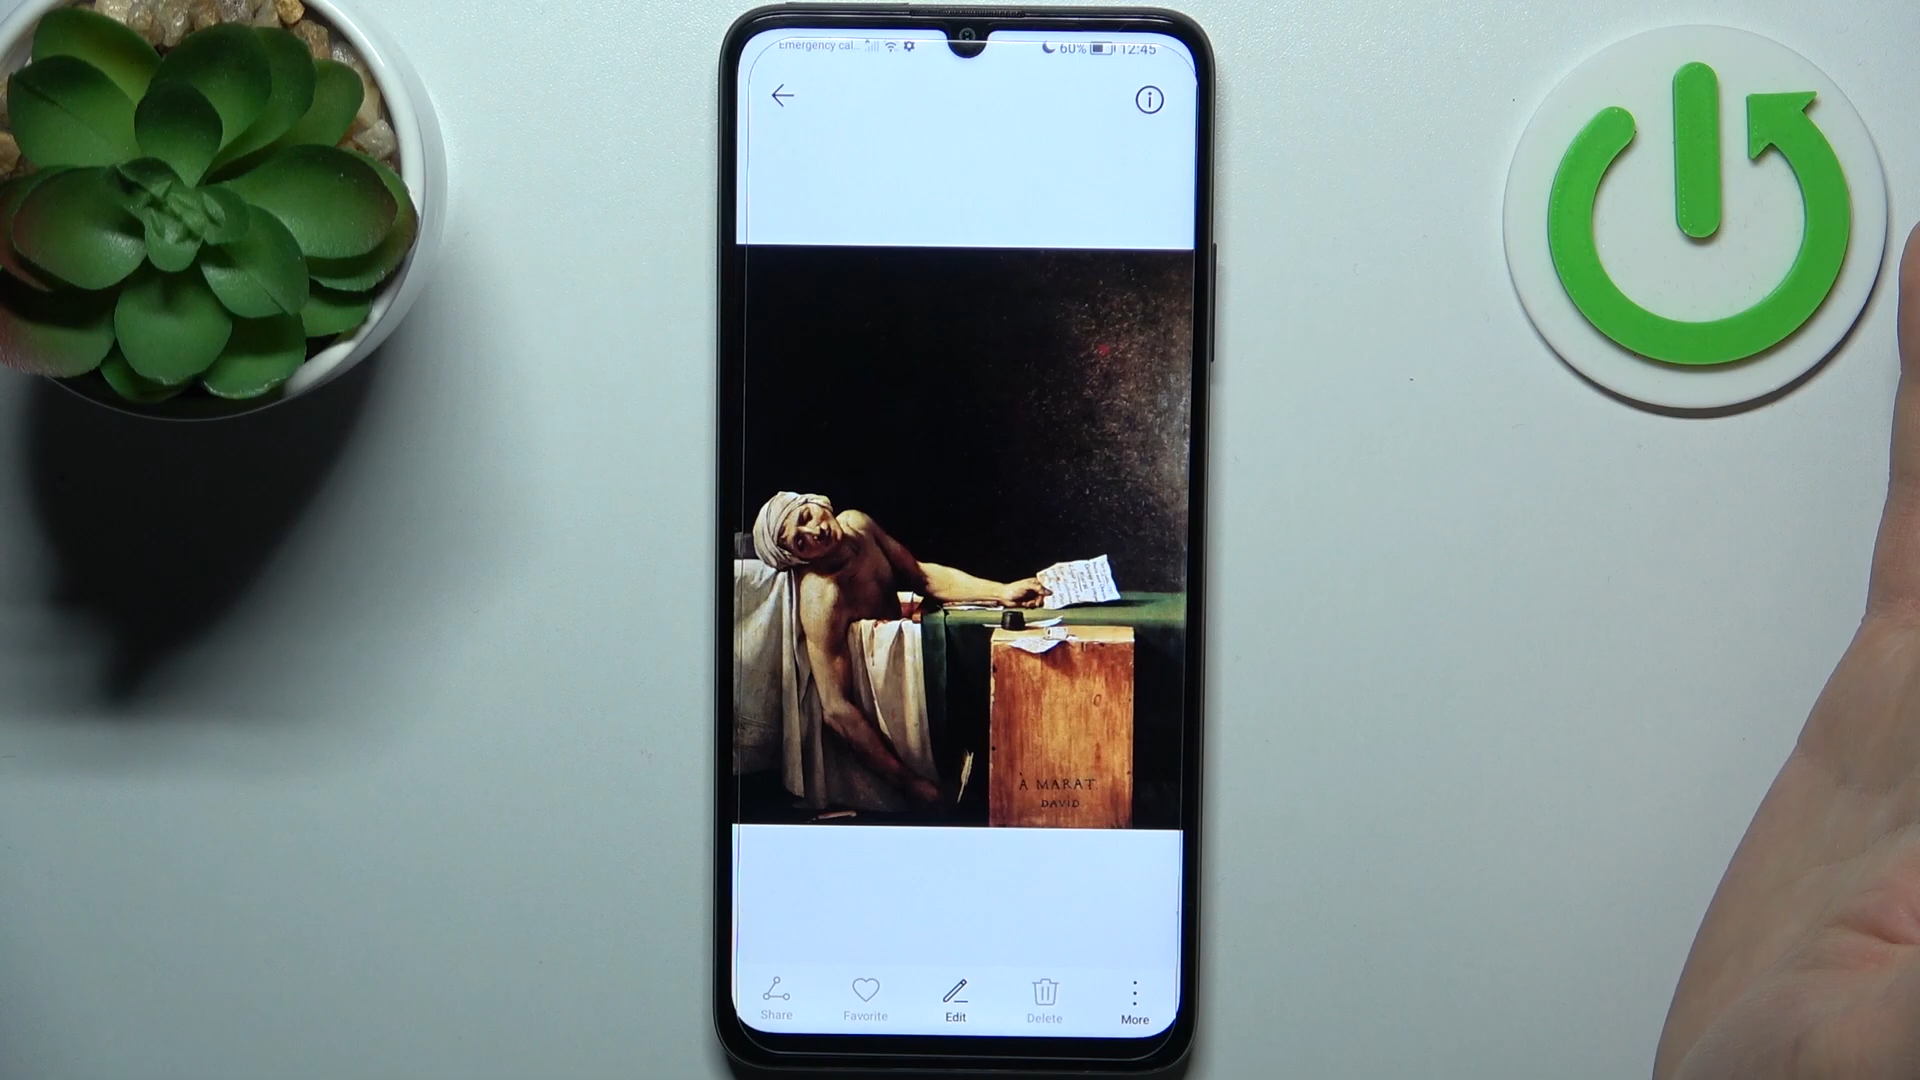 Emergency cal... 60% 12:45
À MARAT
DAVID
Share Favorite Edit Delete More